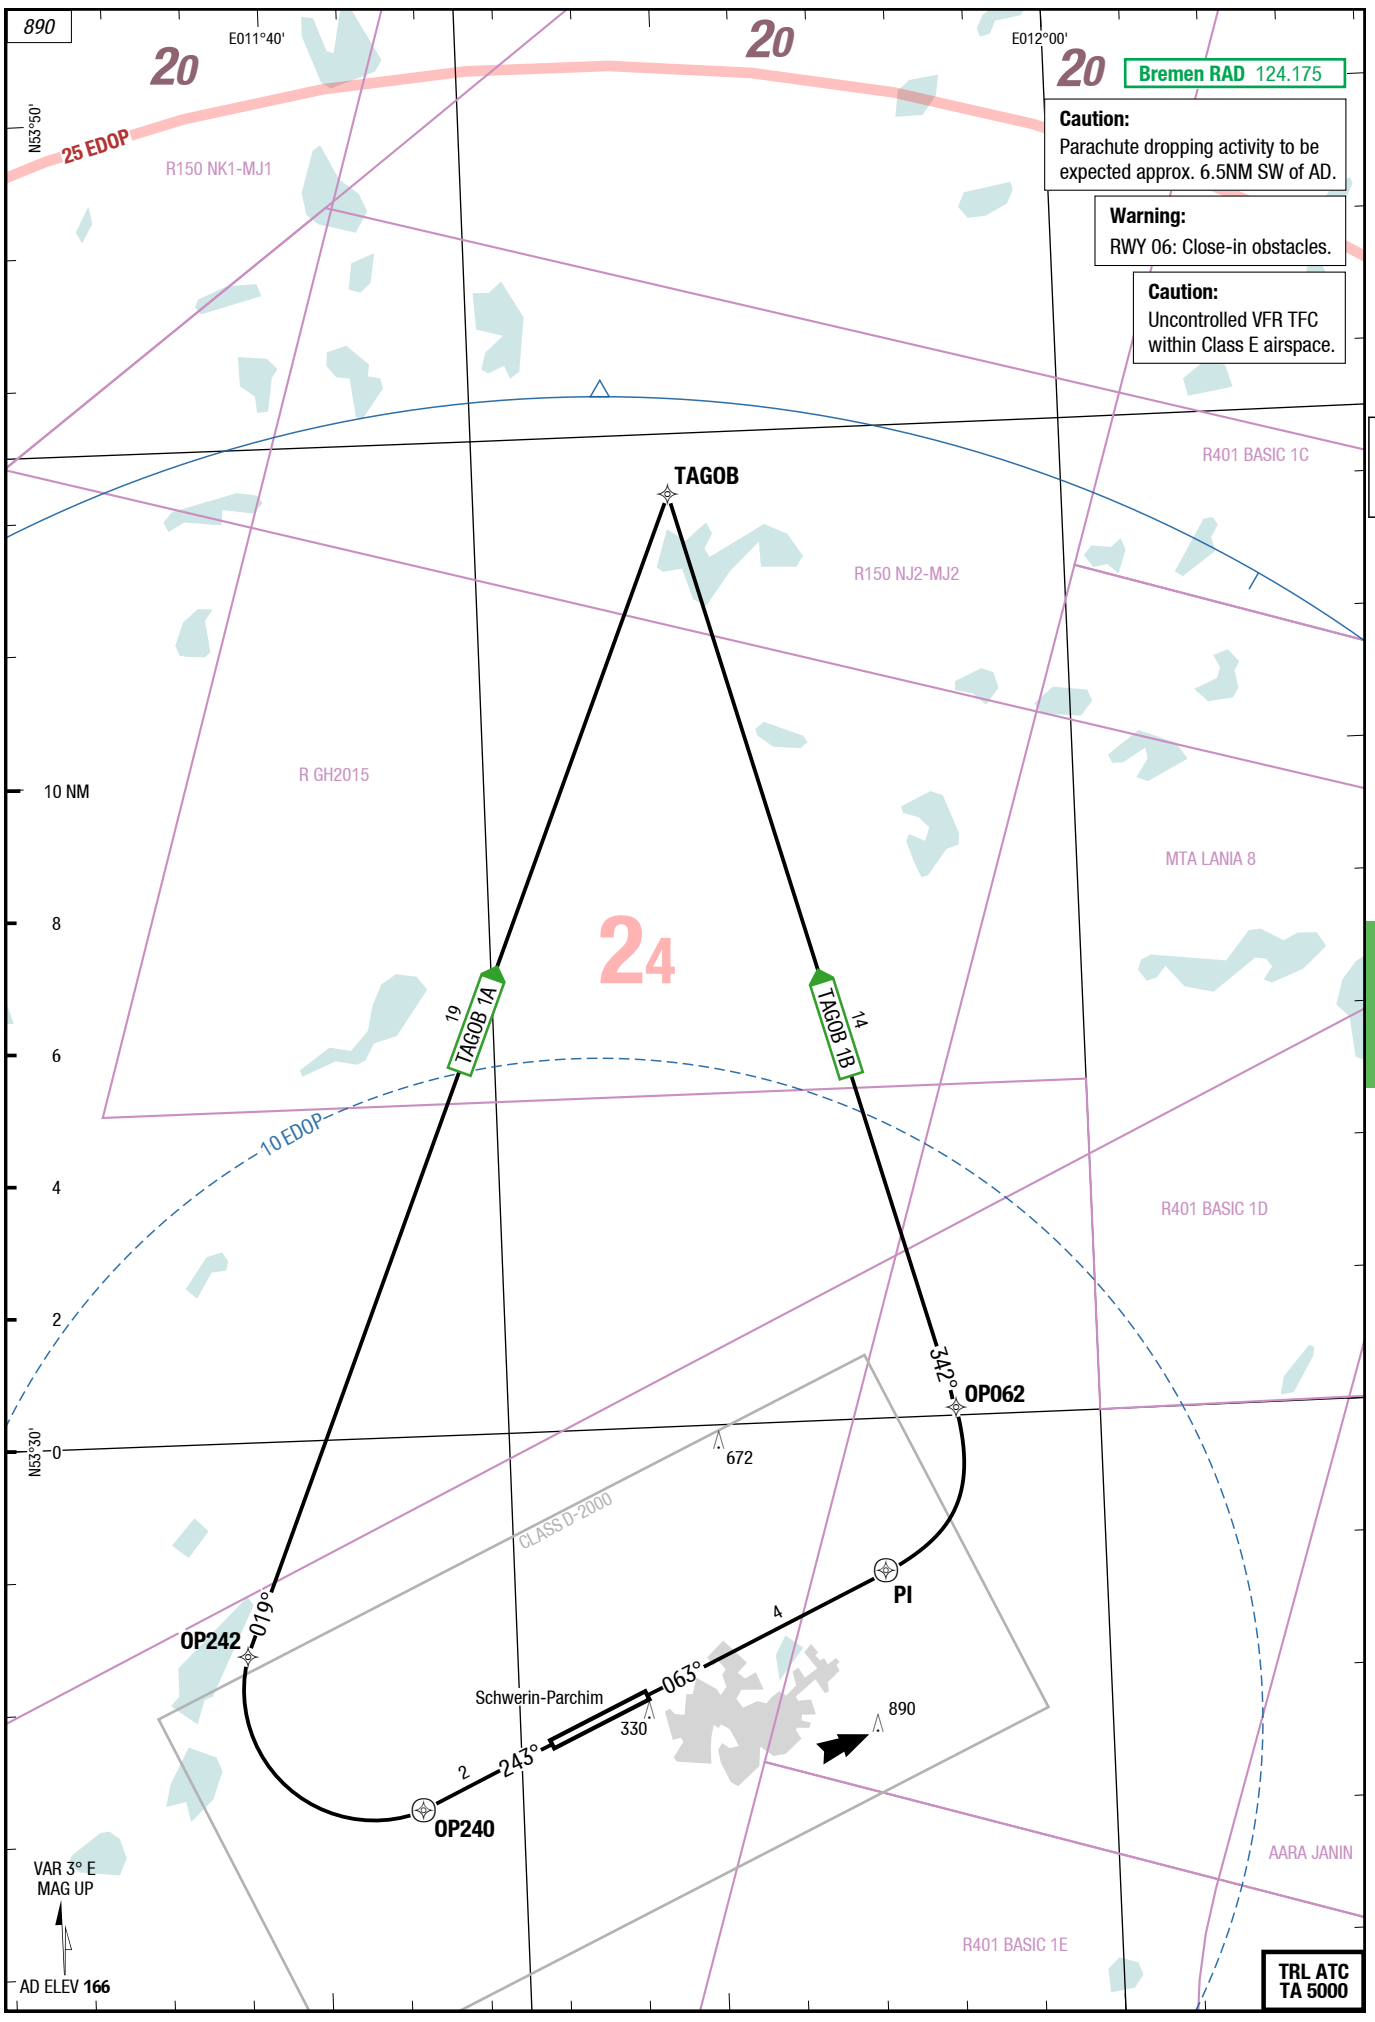 890
E011°40'
E012°00'
20
20
20
Bremen RAD 124.175
N53°50'
25 EDOP
R150 NK1-MJ1
Caution:
Parachute dropping activity to be
expected approx. 6.5NM SW of AD.
Warning:
RWY 06: Close-in obstacles.
Caution:
Uncontrolled VFR TFC
within Class E airspace.
R401 BASIC 1C
TAGOB
R150 NJ2-MJ2
R GH2015
10 NM
MTA LANIA 8
8
24
19
TAGOB 1A
TAGOB 1B
14
6
10 EDOP
4
R401 BASIC 1D
2
342°
OP062
N53°30'
0
672
CLASS D-2000
PI
4
019°
OP242
063°
Schwerin-Parchim
330
890
243°
2
OP240
VAR 3° E
MAG UP
AARA JANIN
R401 BASIC 1E
AD ELEV 166
TRL ATC
TA 5000